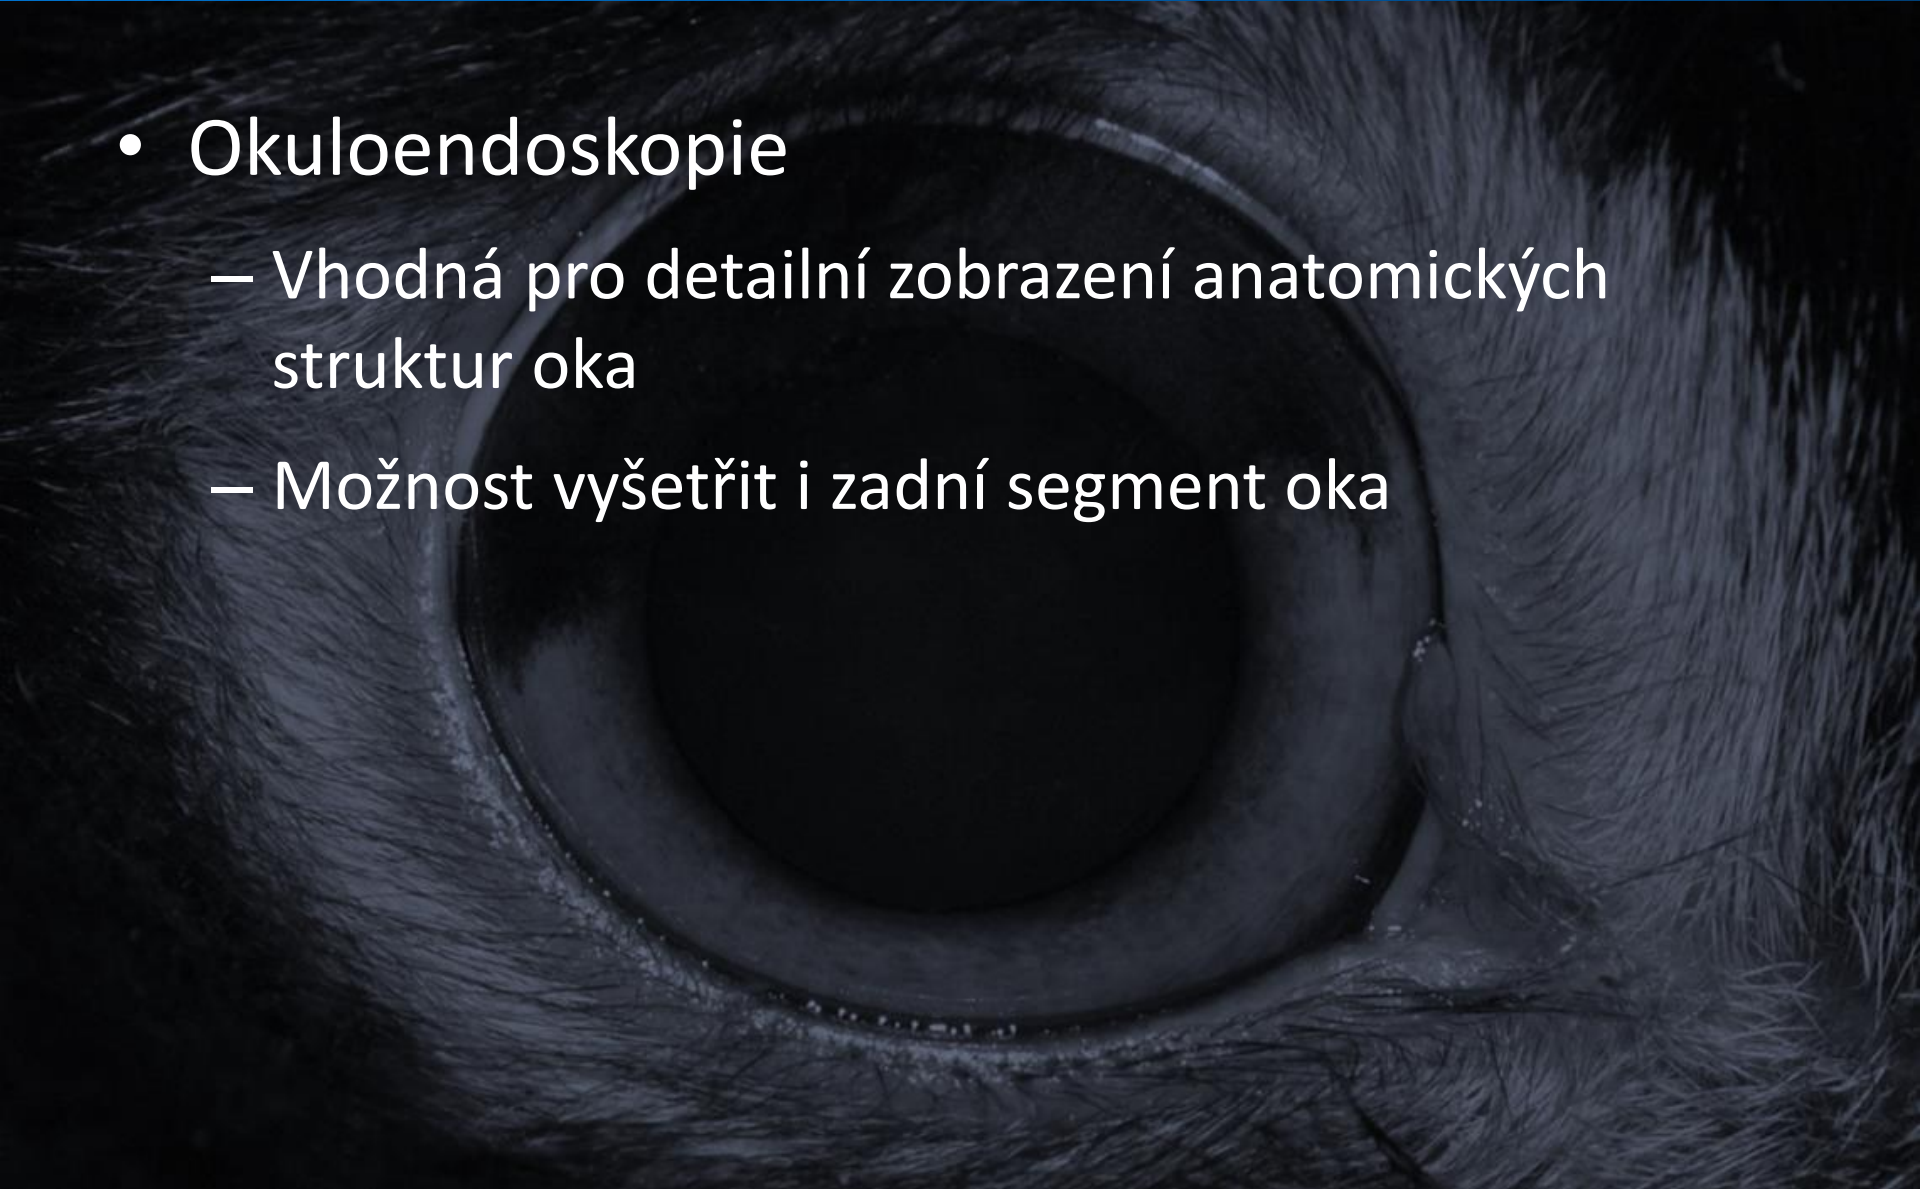 • Okuloendoskopie
– Vhodná pro detailní zobrazení anatomických
struktur oka
– Možnost vyšetřit i zadní segment oka